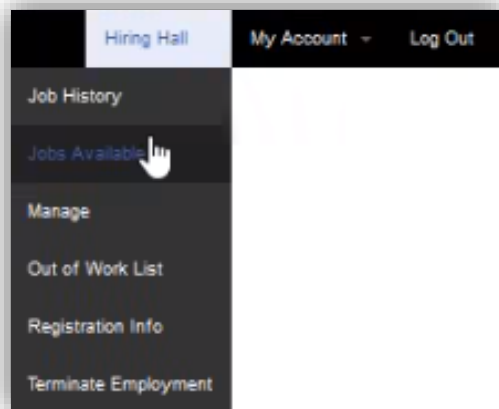 Hiring Hall My Account Log Out
Job History
Jobs Available
Manage
Out of Work List
Registration Info
Terminate Employment